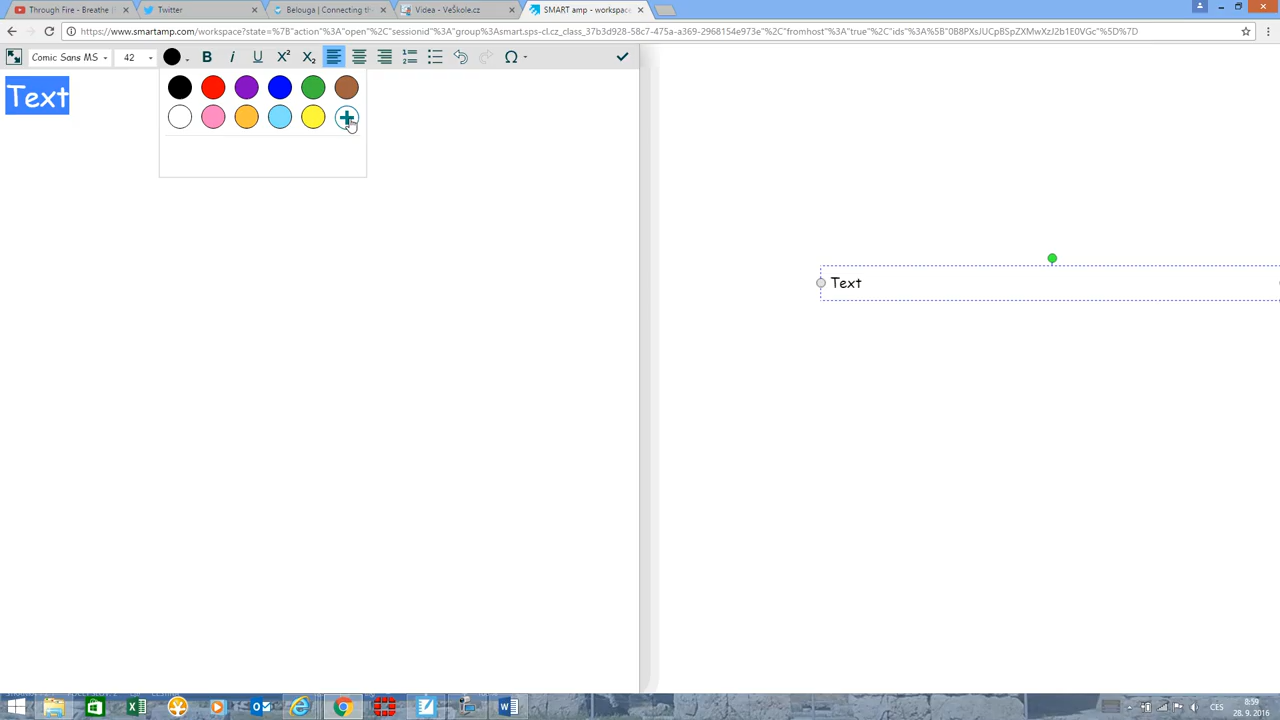 Through Fire - Breathe (
Twitter
Belouga | Connecting th
Videa - VeŠkole.cz
SMART amp - workspac
https://www.smartamp.com/workspace?state=%7B"action"%3A"open"%2C"sessionid"%3A"group%3Asmart.sps-cl.cz_class_37b3d928-58c7-475a-a369-2968154e973e"%2C"fromhost"%3A"true"%2C"ids"%3A%5B"0B8PXsJUCpBSpZXMwXzJ2b1E0VGc"%5D%7D
Comic Sans MS 42 B i U X² X₂ Ω
Text
Text
CES
8:59
28. 9. 2016